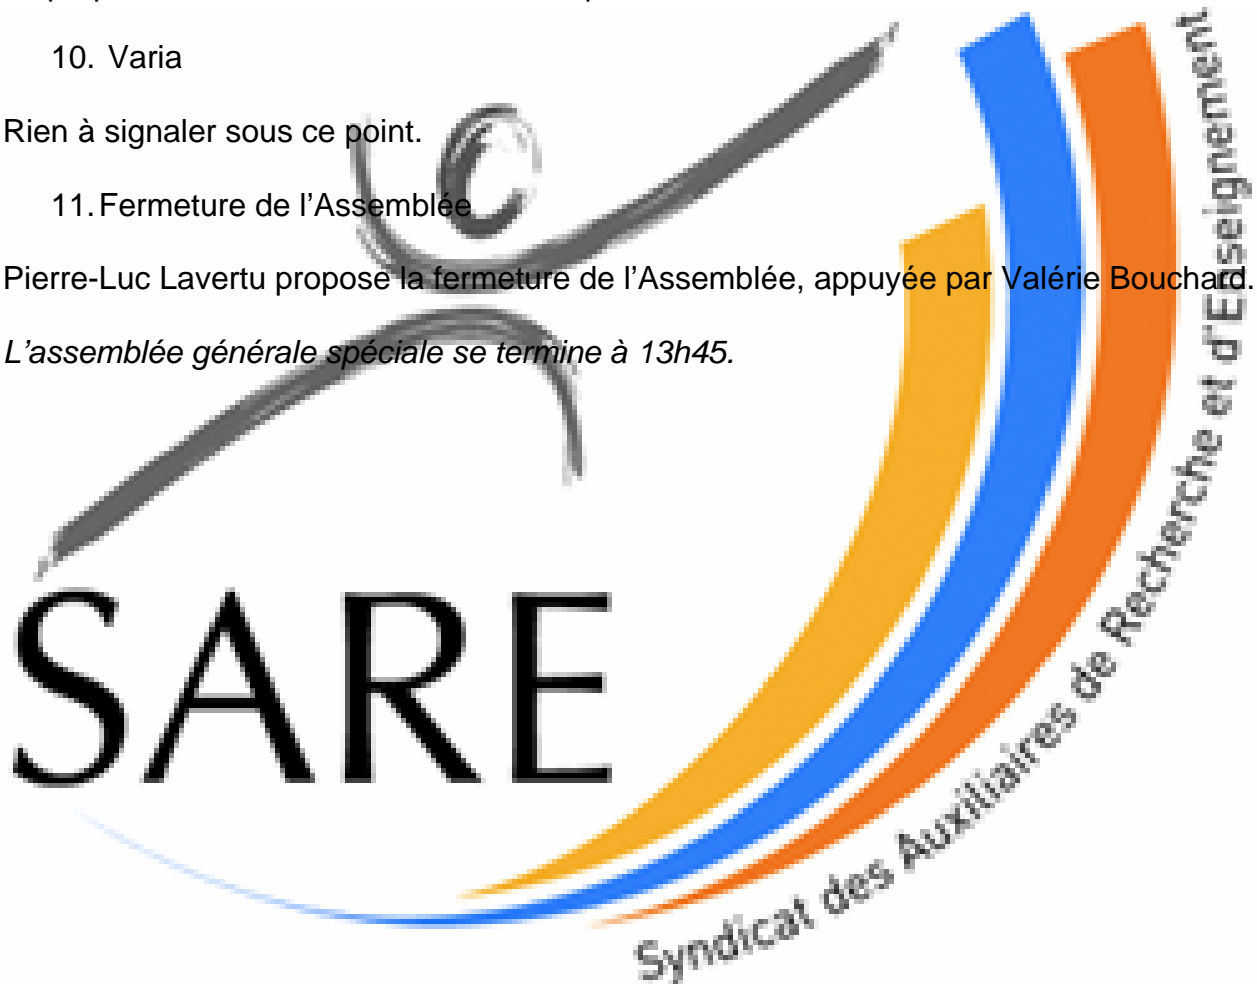 10. Varia
Rien à signaler sous ce point.
11. Fermeture de l'Assemblée
Pierre-Luc Lavertu propose la fermeture de l'Assemblée, appuyée par Valérie Bouchard.
L'assemblée générale spéciale se termine à 13h45.
SARE
Syndicat des Auxiliaires de Recherche et d'Enseignement